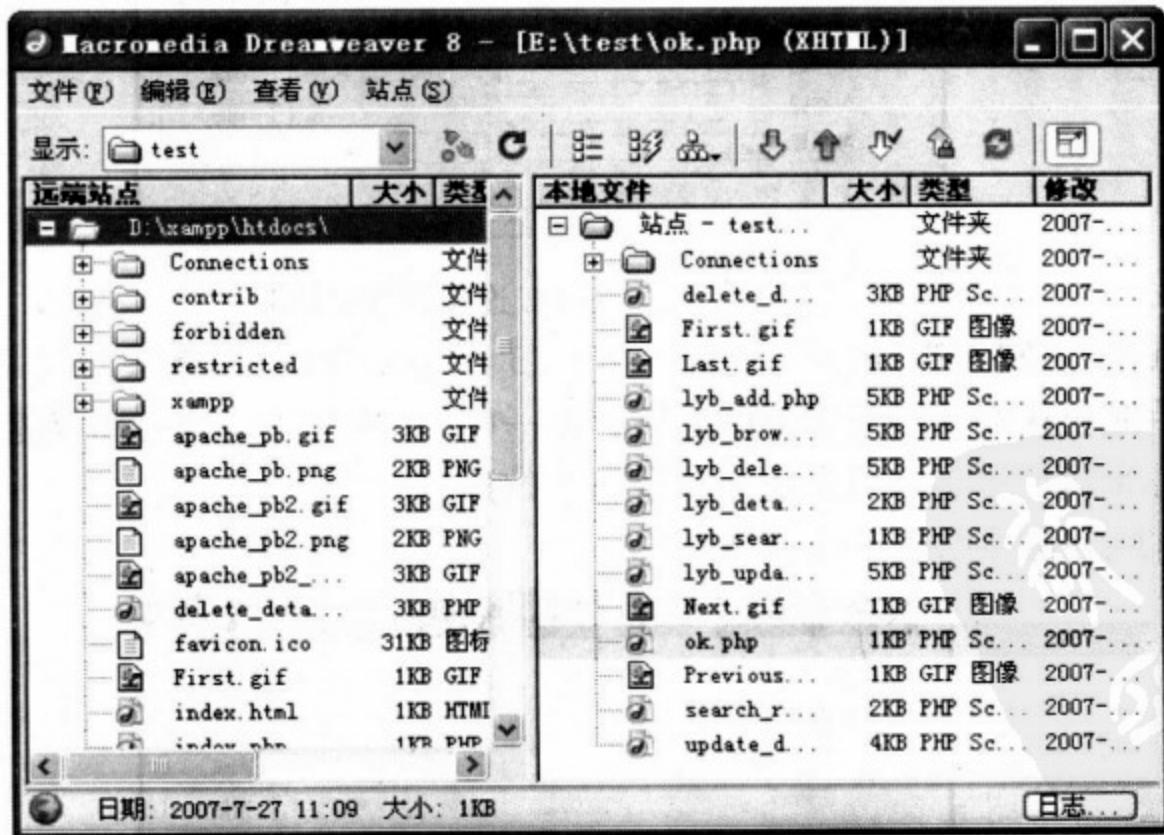 Macromedia Dreamweaver 8 - [E:\test\ok.php (XHTML)]
文件(F) 编辑(E) 查看(V) 站点(S)
显示: test
远端站点 大小 类型
D:\xampp\htdocs\
Connections 文件
contrib 文件
forbidden 文件
restricted 文件
xampp 文件
apache_pb.gif 3KB GIF
apache_pb.png 2KB PNG
apache_pb2.gif 3KB GIF
apache_pb2.png 2KB PNG
apache_pb2_... 3KB GIF
delete_deta... 3KB PHP
favicon.ico 31KB 图标
First.gif 1KB GIF
index.html 1KB HTML
index.php 1KB PHP
本地文件 大小 类型 修改
站点 - test... 文件夹 2007-...
Connections 文件夹 2007-...
delete_d... 3KB PHP Sc... 2007-...
First.gif 1KB GIF 图像 2007-...
Last.gif 1KB GIF 图像 2007-...
lyb_add.php 5KB PHP Sc... 2007-...
lyb_brow... 5KB PHP Sc... 2007-...
lyb_dele... 5KB PHP Sc... 2007-...
lyb_deta... 2KB PHP Sc... 2007-...
lyb_sear... 1KB PHP Sc... 2007-...
lyb_upda... 5KB PHP Sc... 2007-...
Next.gif 1KB GIF 图像 2007-...
ok.php 1KB PHP Sc... 2007-...
Previous... 1KB GIF 图像 2007-...
search_r... 2KB PHP Sc... 2007-...
update_d... 4KB PHP Sc... 2007-...
日期: 2007-7-27 11:09 大小: 1KB
日志...